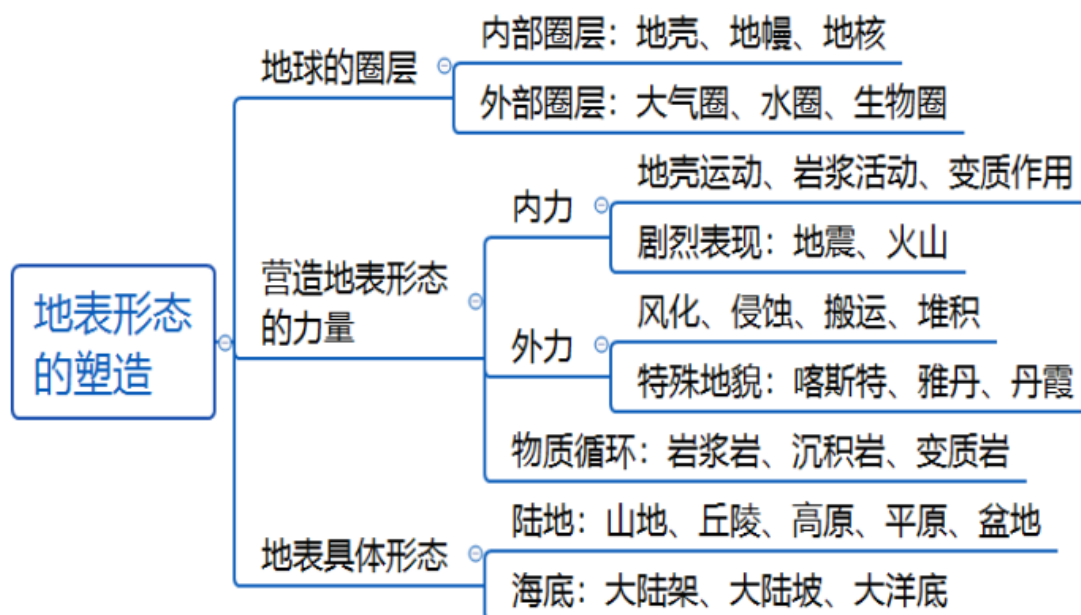 地球的圈层
内部圈层：地壳、地幔、地核
外部圈层：大气圈、水圈、生物圈
地表形态
的塑造
营造地表形态
的力量
内力
地壳运动、岩浆活动、变质作用
剧烈表现：地震、火山
外力
风化、侵蚀、搬运、堆积
特殊地貌：喀斯特、雅丹、丹霞
物质循环：岩浆岩、沉积岩、变质岩
地表具体形态
陆地：山地、丘陵、高原、平原、盆地
海底：大陆架、大陆坡、大洋底